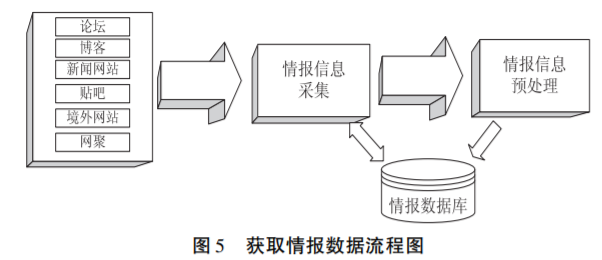 论坛
博客
新闻网站
贴吧
境外网站
网聚
情报信息
采集
情报信息
预处理
情报数据库
图5 获取情报数据流程图